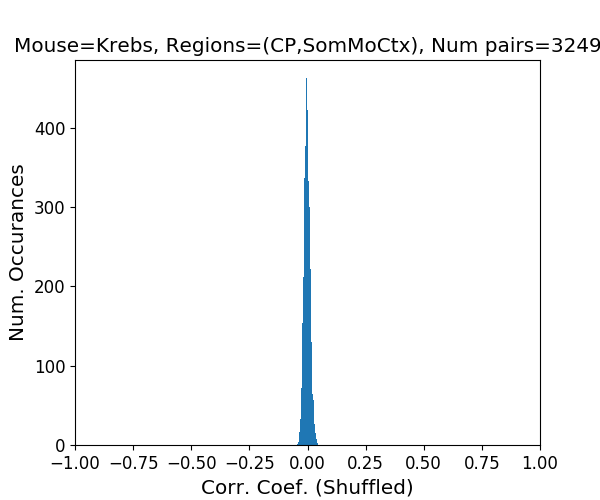 Mouse=Krebs, Regions=(CP,SomMoCtx), Num pairs=3249
400
300
200
100
0
Num. Occurances
−1.00 −0.75 −0.50 −0.25 0.00 0.25 0.50 0.75 1.00
Corr. Coef. (Shuffled)